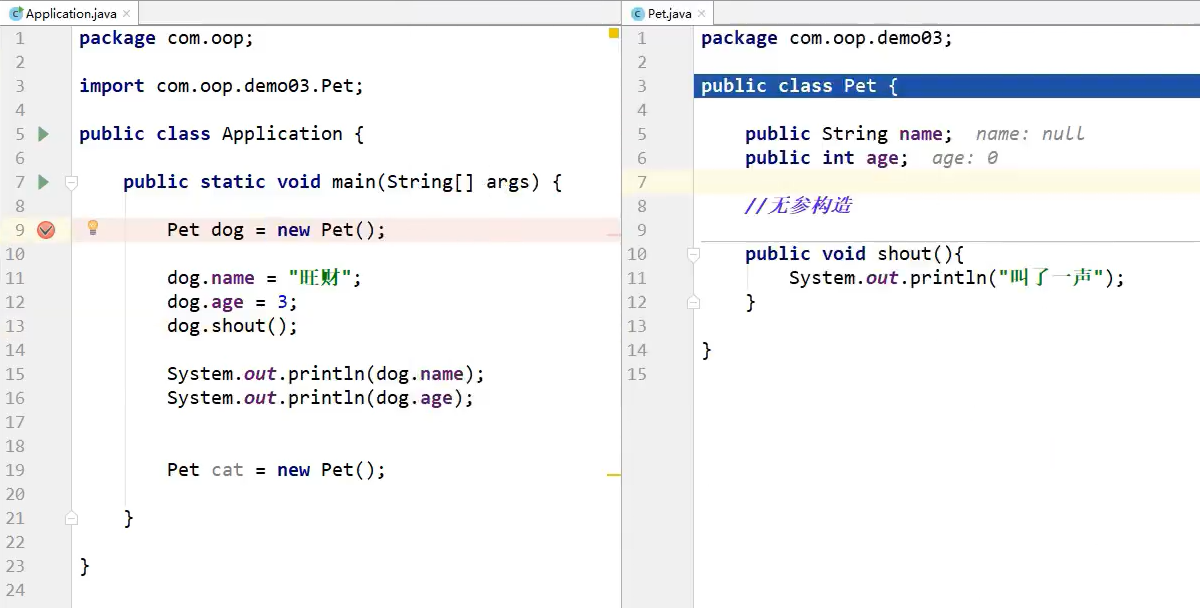 Application.java
1 package com.oop;
2
3 import com.oop.demo03.Pet;
4
5 public class Application {
6
7 public static void main(String[] args) {
8
9 Pet dog = new Pet();
10
11 dog.name = "旺财";
12 dog.age = 3;
13 dog.shout();
14
15 System.out.println(dog.name);
16 System.out.println(dog.age);
17
18
19 Pet cat = new Pet();
20
21 }
22
23 }
24
Pet.java
1 package com.oop.demo03;
2
3 public class Pet {
4
5 public String name; name: null
6 public int age; age: 0
7
8 //无参构造
9
10 public void shout(){
11 System.out.println("叫了一声");
12 }
13
14 }
15